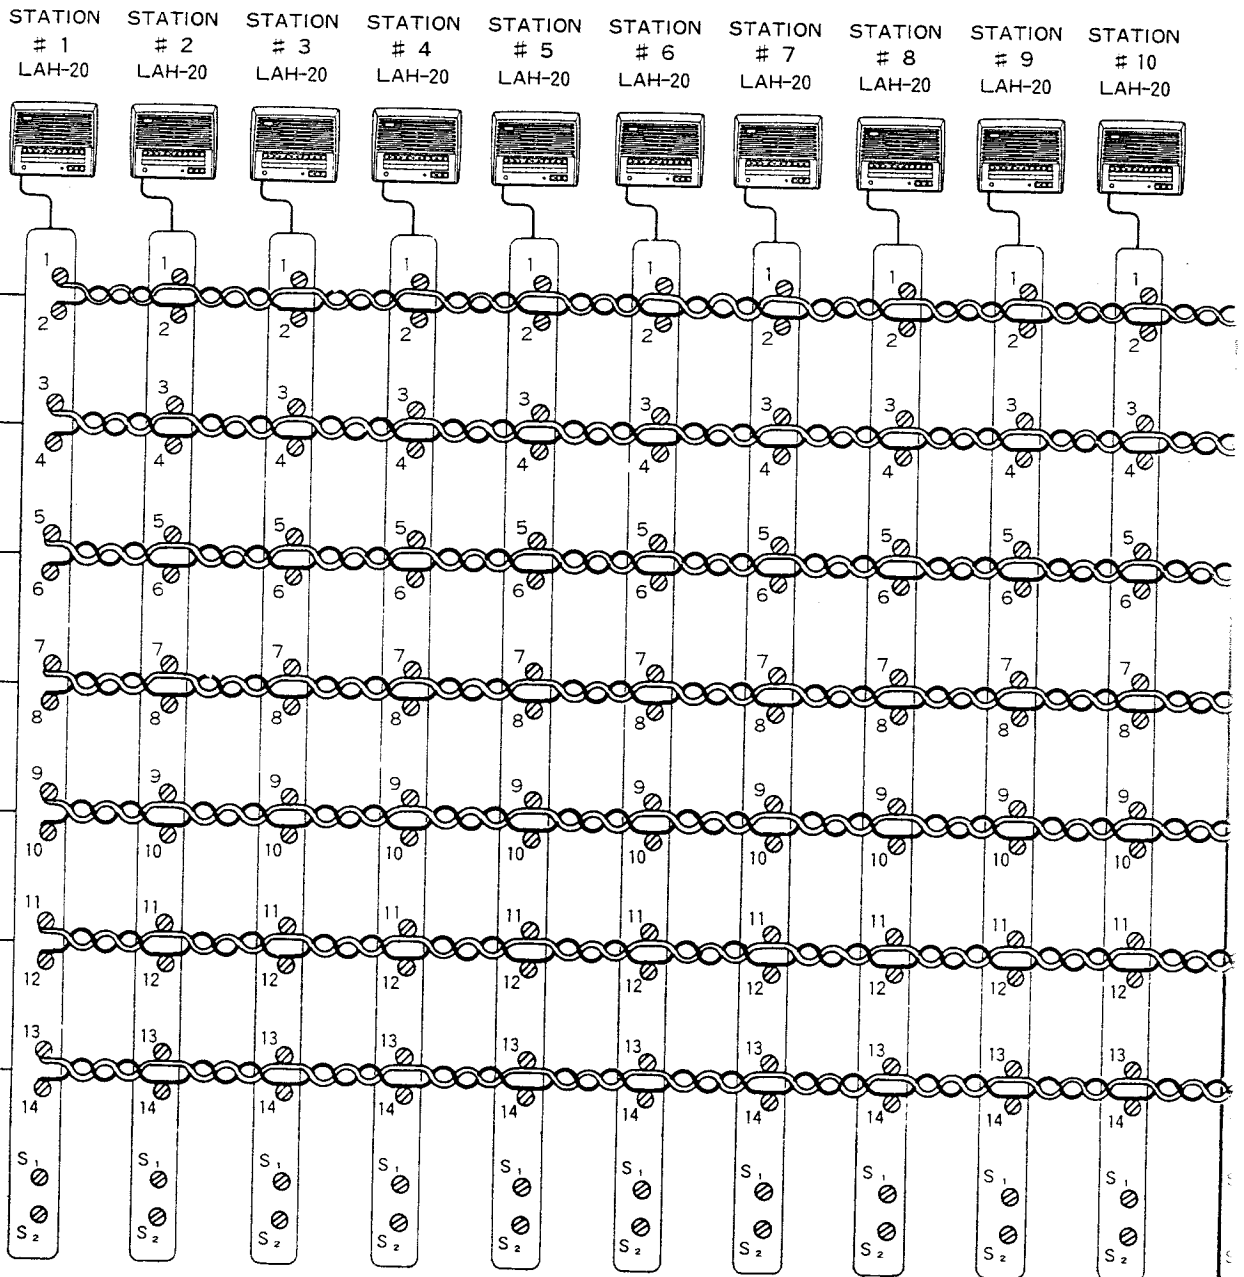 STATION STATION STATION STATION STATION STATION STATION STATION STATION STATION
# 1 # 2 # 3 # 4 # 5 # 6 # 7 # 8 # 9 # 10
LAH-20 LAH-20 LAH-20 LAH-20 LAH-20 LAH-20 LAH-20 LAH-20 LAH-20 LAH-20
1 1 1 1 1 1 1 1 1 1
2 2 2 2 2 2 2 2 2 2
3 3 3 3 3 3 3 3 3 3
4 4 4 4 4 4 4 4 4 4
5 5 5 5 5 5 5 5 5 5
6 6 6 6 6 6 6 6 6 6
7 7 7 7 7 7 7 7 7 7
8 8 8 8 8 8 8 8 8 8
9 9 9 9 9 9 9 9 9 9
10 10 10 10 10 10 10 10 10 10
11 11 11 11 11 11 11 11 11 11
12 12 12 12 12 12 12 12 12 12
13 13 13 13 13 13 13 13 13 13
14 14 14 14 14 14 14 14 14 14
S₁ S₁ S₁ S₁ S₁ S₁ S₁ S₁ S₁ S₁
S₂ S₂ S₂ S₂ S₂ S₂ S₂ S₂ S₂ S₂